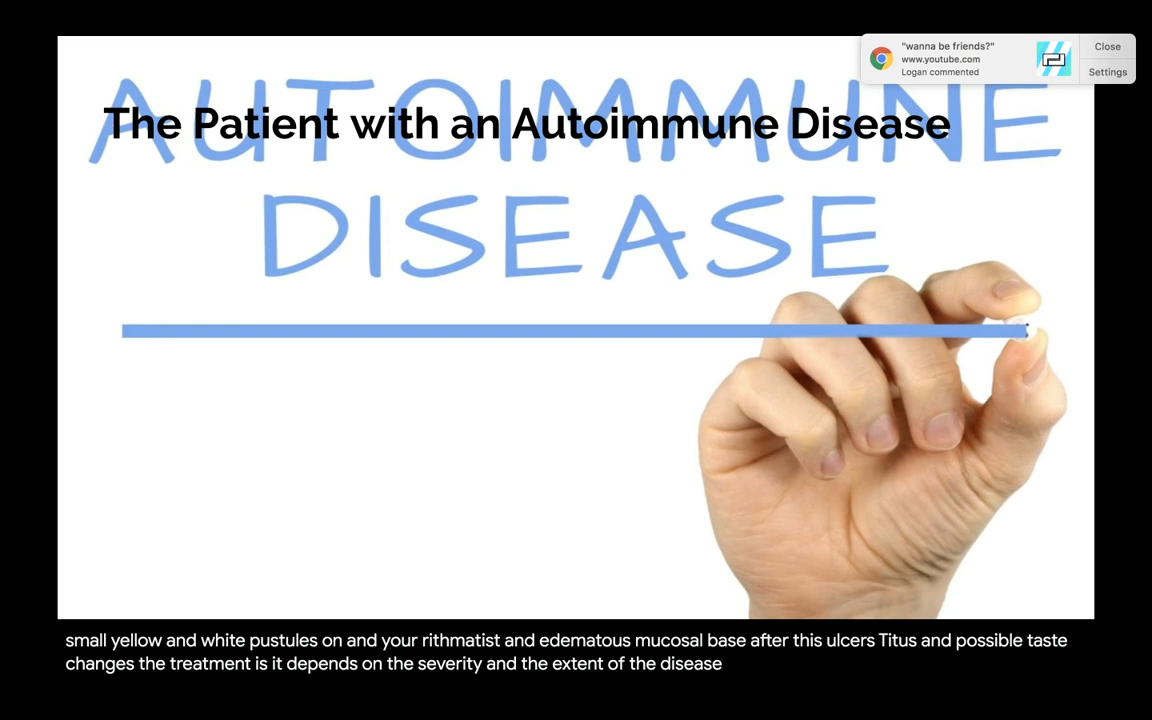 "wanna be friends?"
www.youtube.com
Logan commented
Close
Settings
AUTOIMMUNE
The Patient with an Autoimmune Disease
DISEASE
small yellow and white pustules on and your rithmatist and edematous mucosal base after this ulcers Titus and possible taste
changes the treatment is it depends on the severity and the extent of the disease